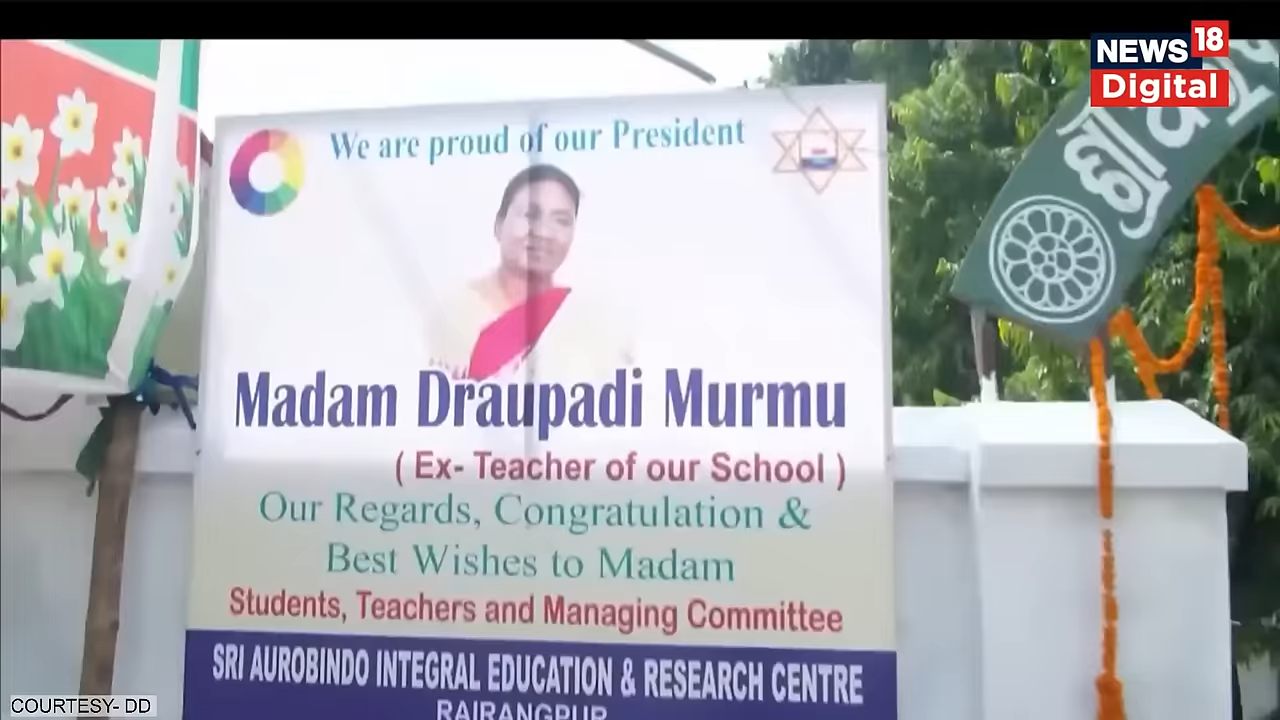 NEWS 18
Digital
We are proud of our President
Madam Draupadi Murmu
( Ex- Teacher of our School )
Our Regards, Congratulation &
Best Wishes to Madam
Students, Teachers and Managing Committee
SRI AUROBINDO INTEGRAL EDUCATION & RESEARCH CENTRE
RAIRANGPUR
COURTESY- DD